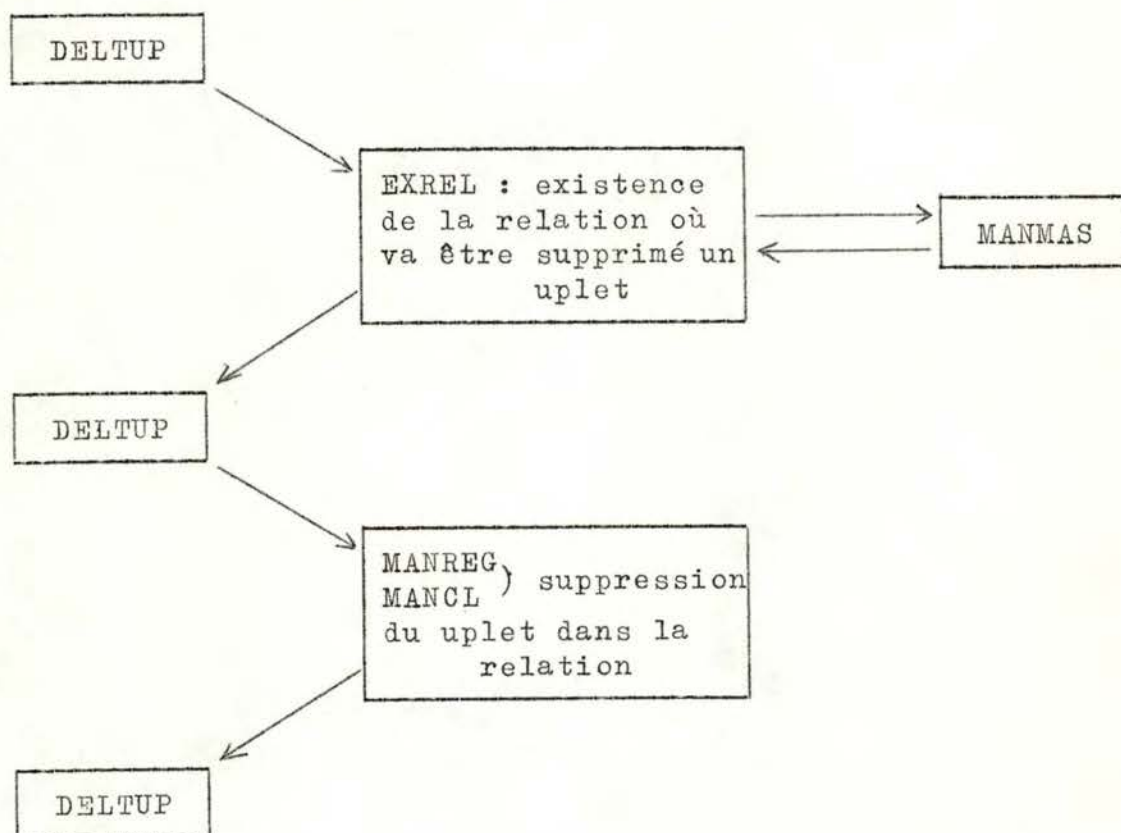 DELTUP
EXREL : existence
de la relation où
va être supprimé un
uplet
MANMAS
DELTUP
MANREG
MANCL ) suppression
du uplet dans la
relation
DELTUP